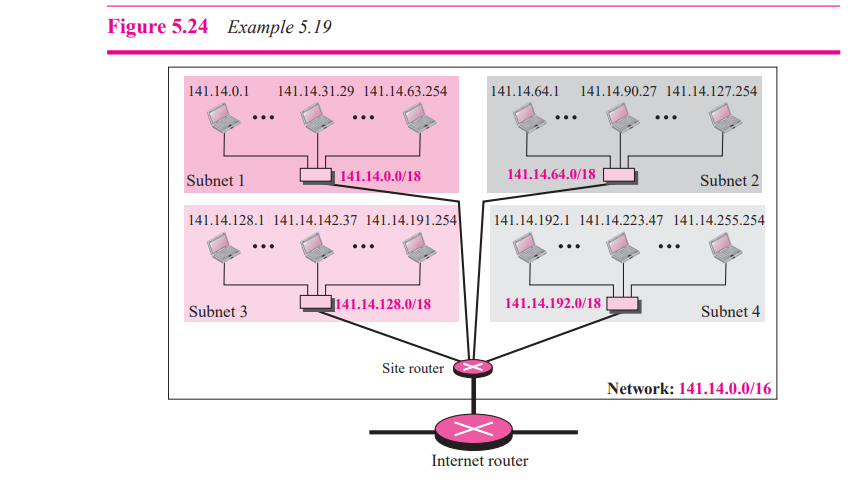 Figure 5.24 Example 5.19
141.14.0.1 141.14.31.29 141.14.63.254
Subnet 1
141.14.0.0/18
141.14.64.1 141.14.90.27 141.14.127.254
141.14.64.0/18
Subnet 2
141.14.128.1 141.14.142.37 141.14.191.254
Subnet 3
141.14.128.0/18
141.14.192.1 141.14.223.47 141.14.255.254
141.14.192.0/18
Subnet 4
Site router
Network: 141.14.0.0/16
Internet router